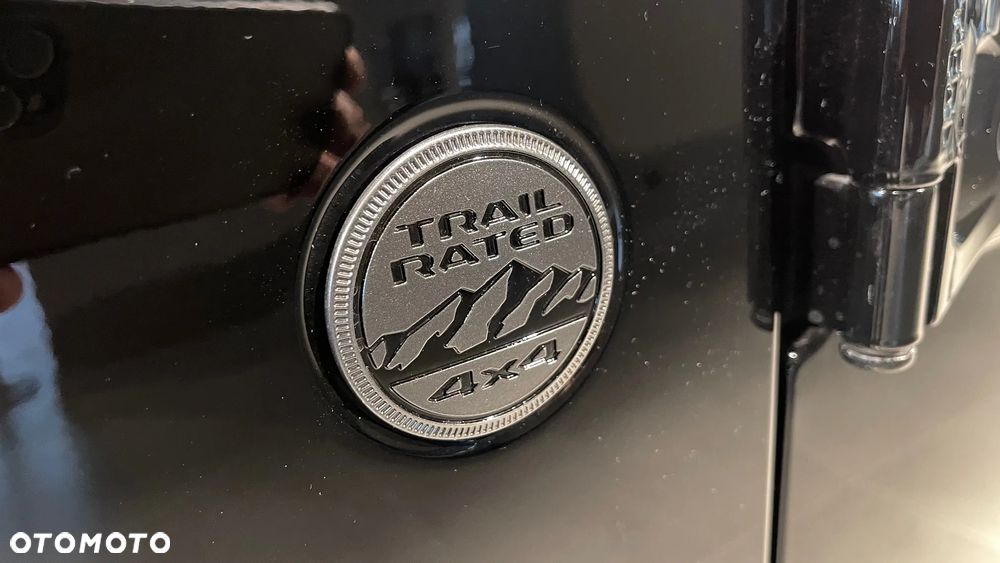 TRAIL
RATED
4x4
OTOMOTO